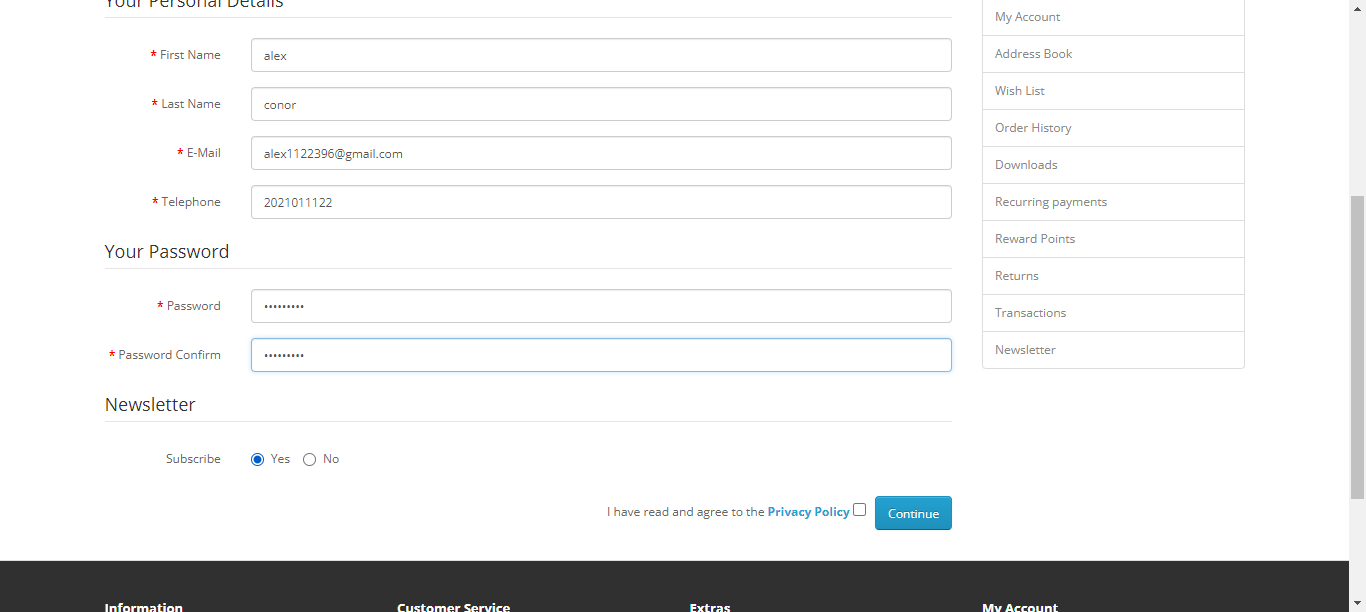 Your Personal Details
* First Name
alex
* Last Name
conor
* E-Mail
alex1122396@gmail.com
* Telephone
2021011122
Your Password
* Password
•••••••••
* Password Confirm
•••••••••
Newsletter
Subscribe
Yes No
I have read and agree to the Privacy Policy
Continue
My Account
Address Book
Wish List
Order History
Downloads
Recurring payments
Reward Points
Returns
Transactions
Newsletter
Information
Customer Service
Extras
My Account